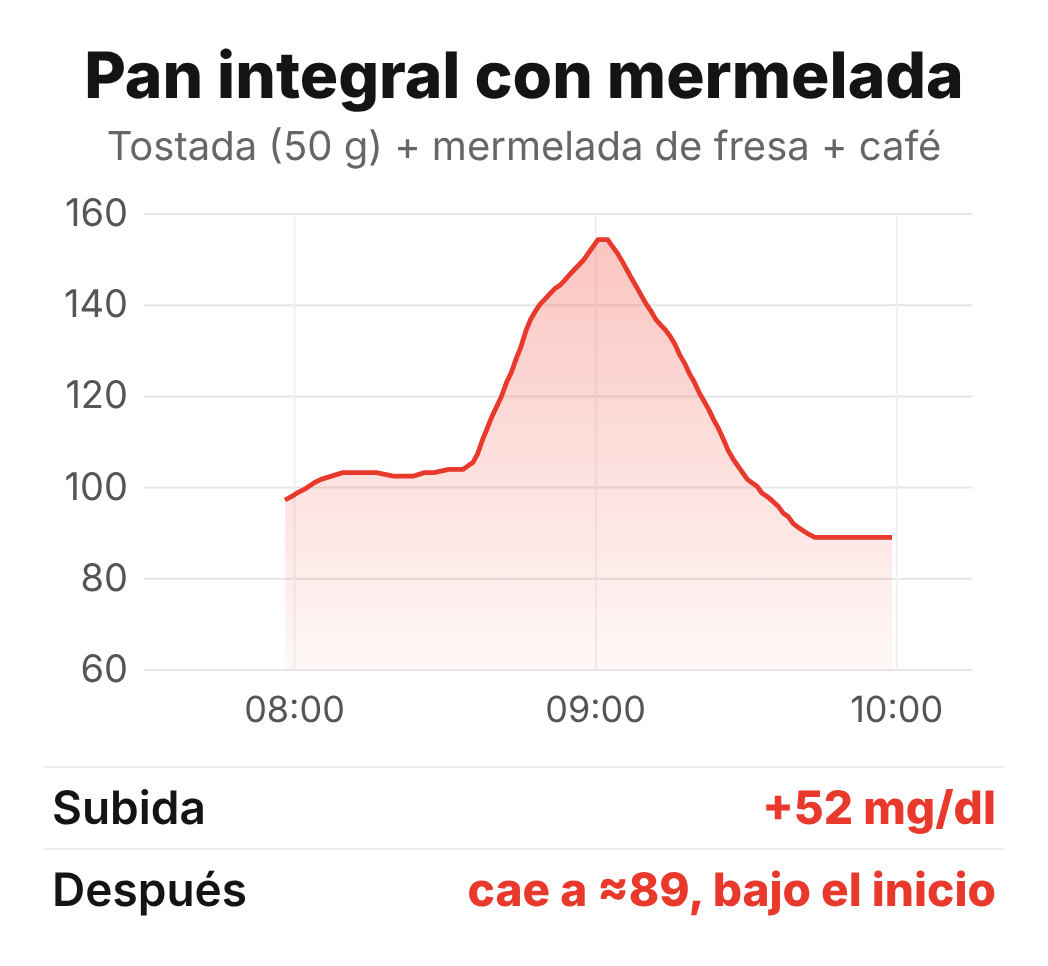 Pan integral con mermelada
Tostada (50 g) + mermelada de fresa + café
160
140
120
100
80
60
08:00 09:00 10:00
Subida +52 mg/dl
Después cae a ≈89, bajo el inicio